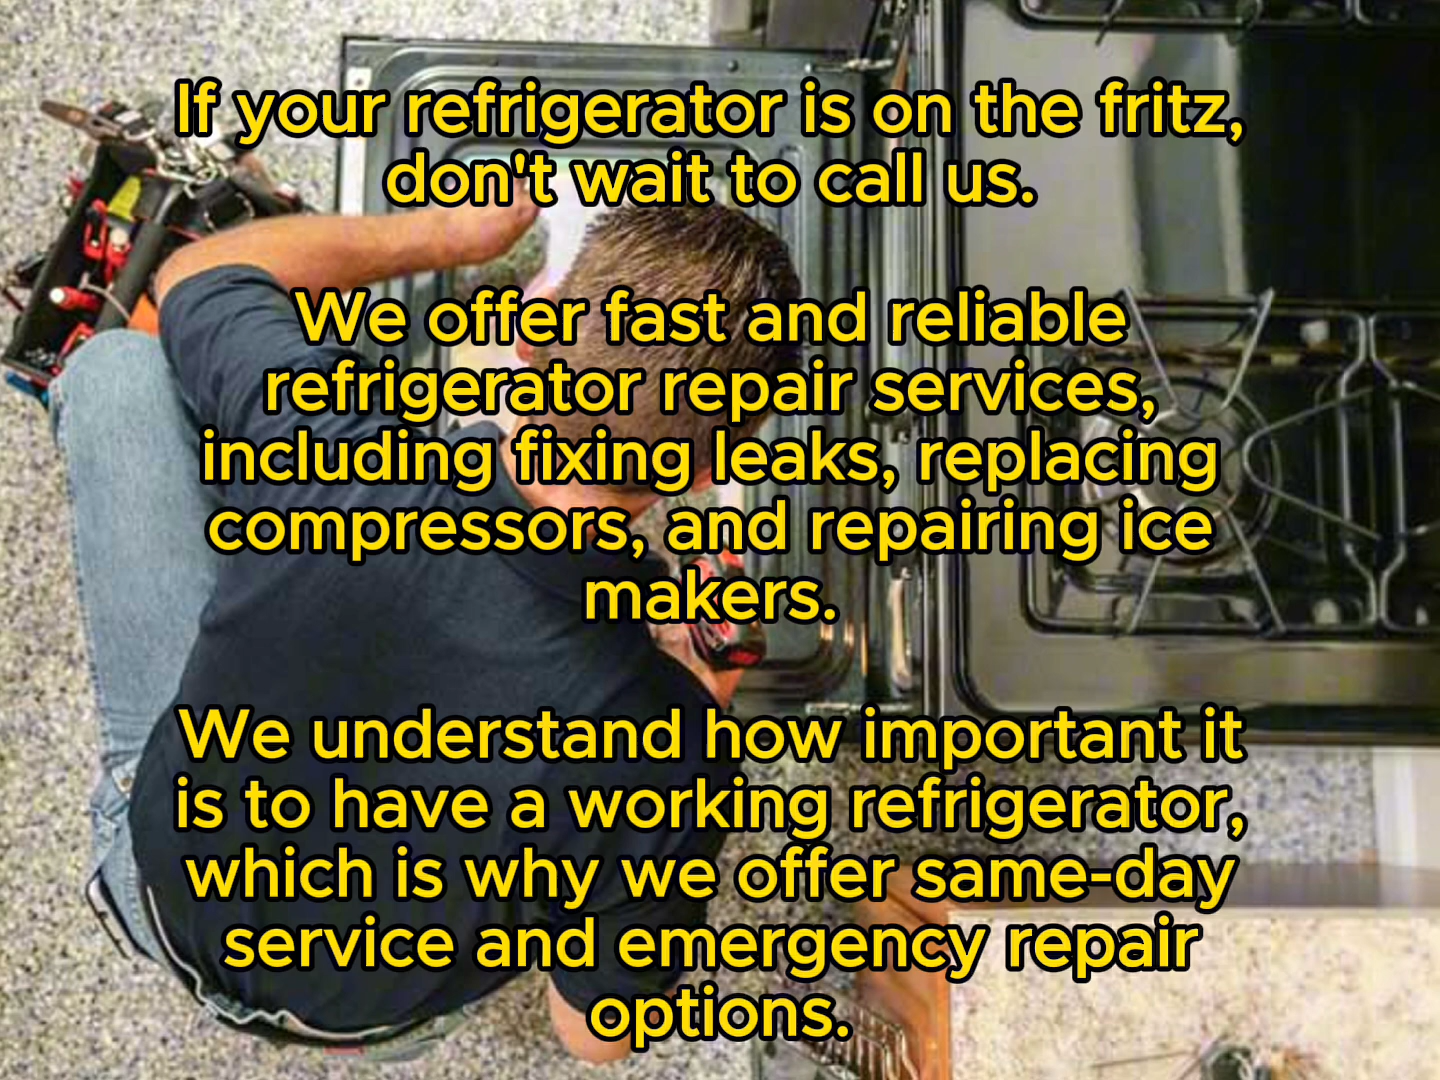 If your refrigerator is on the fritz,
don't wait to call us.
We offer fast and reliable
refrigerator repair services,
including fixing leaks, replacing
compressors, and repairing ice
makers.
We understand how important it
is to have a working refrigerator,
which is why we offer same-day
service and emergency repair
options.